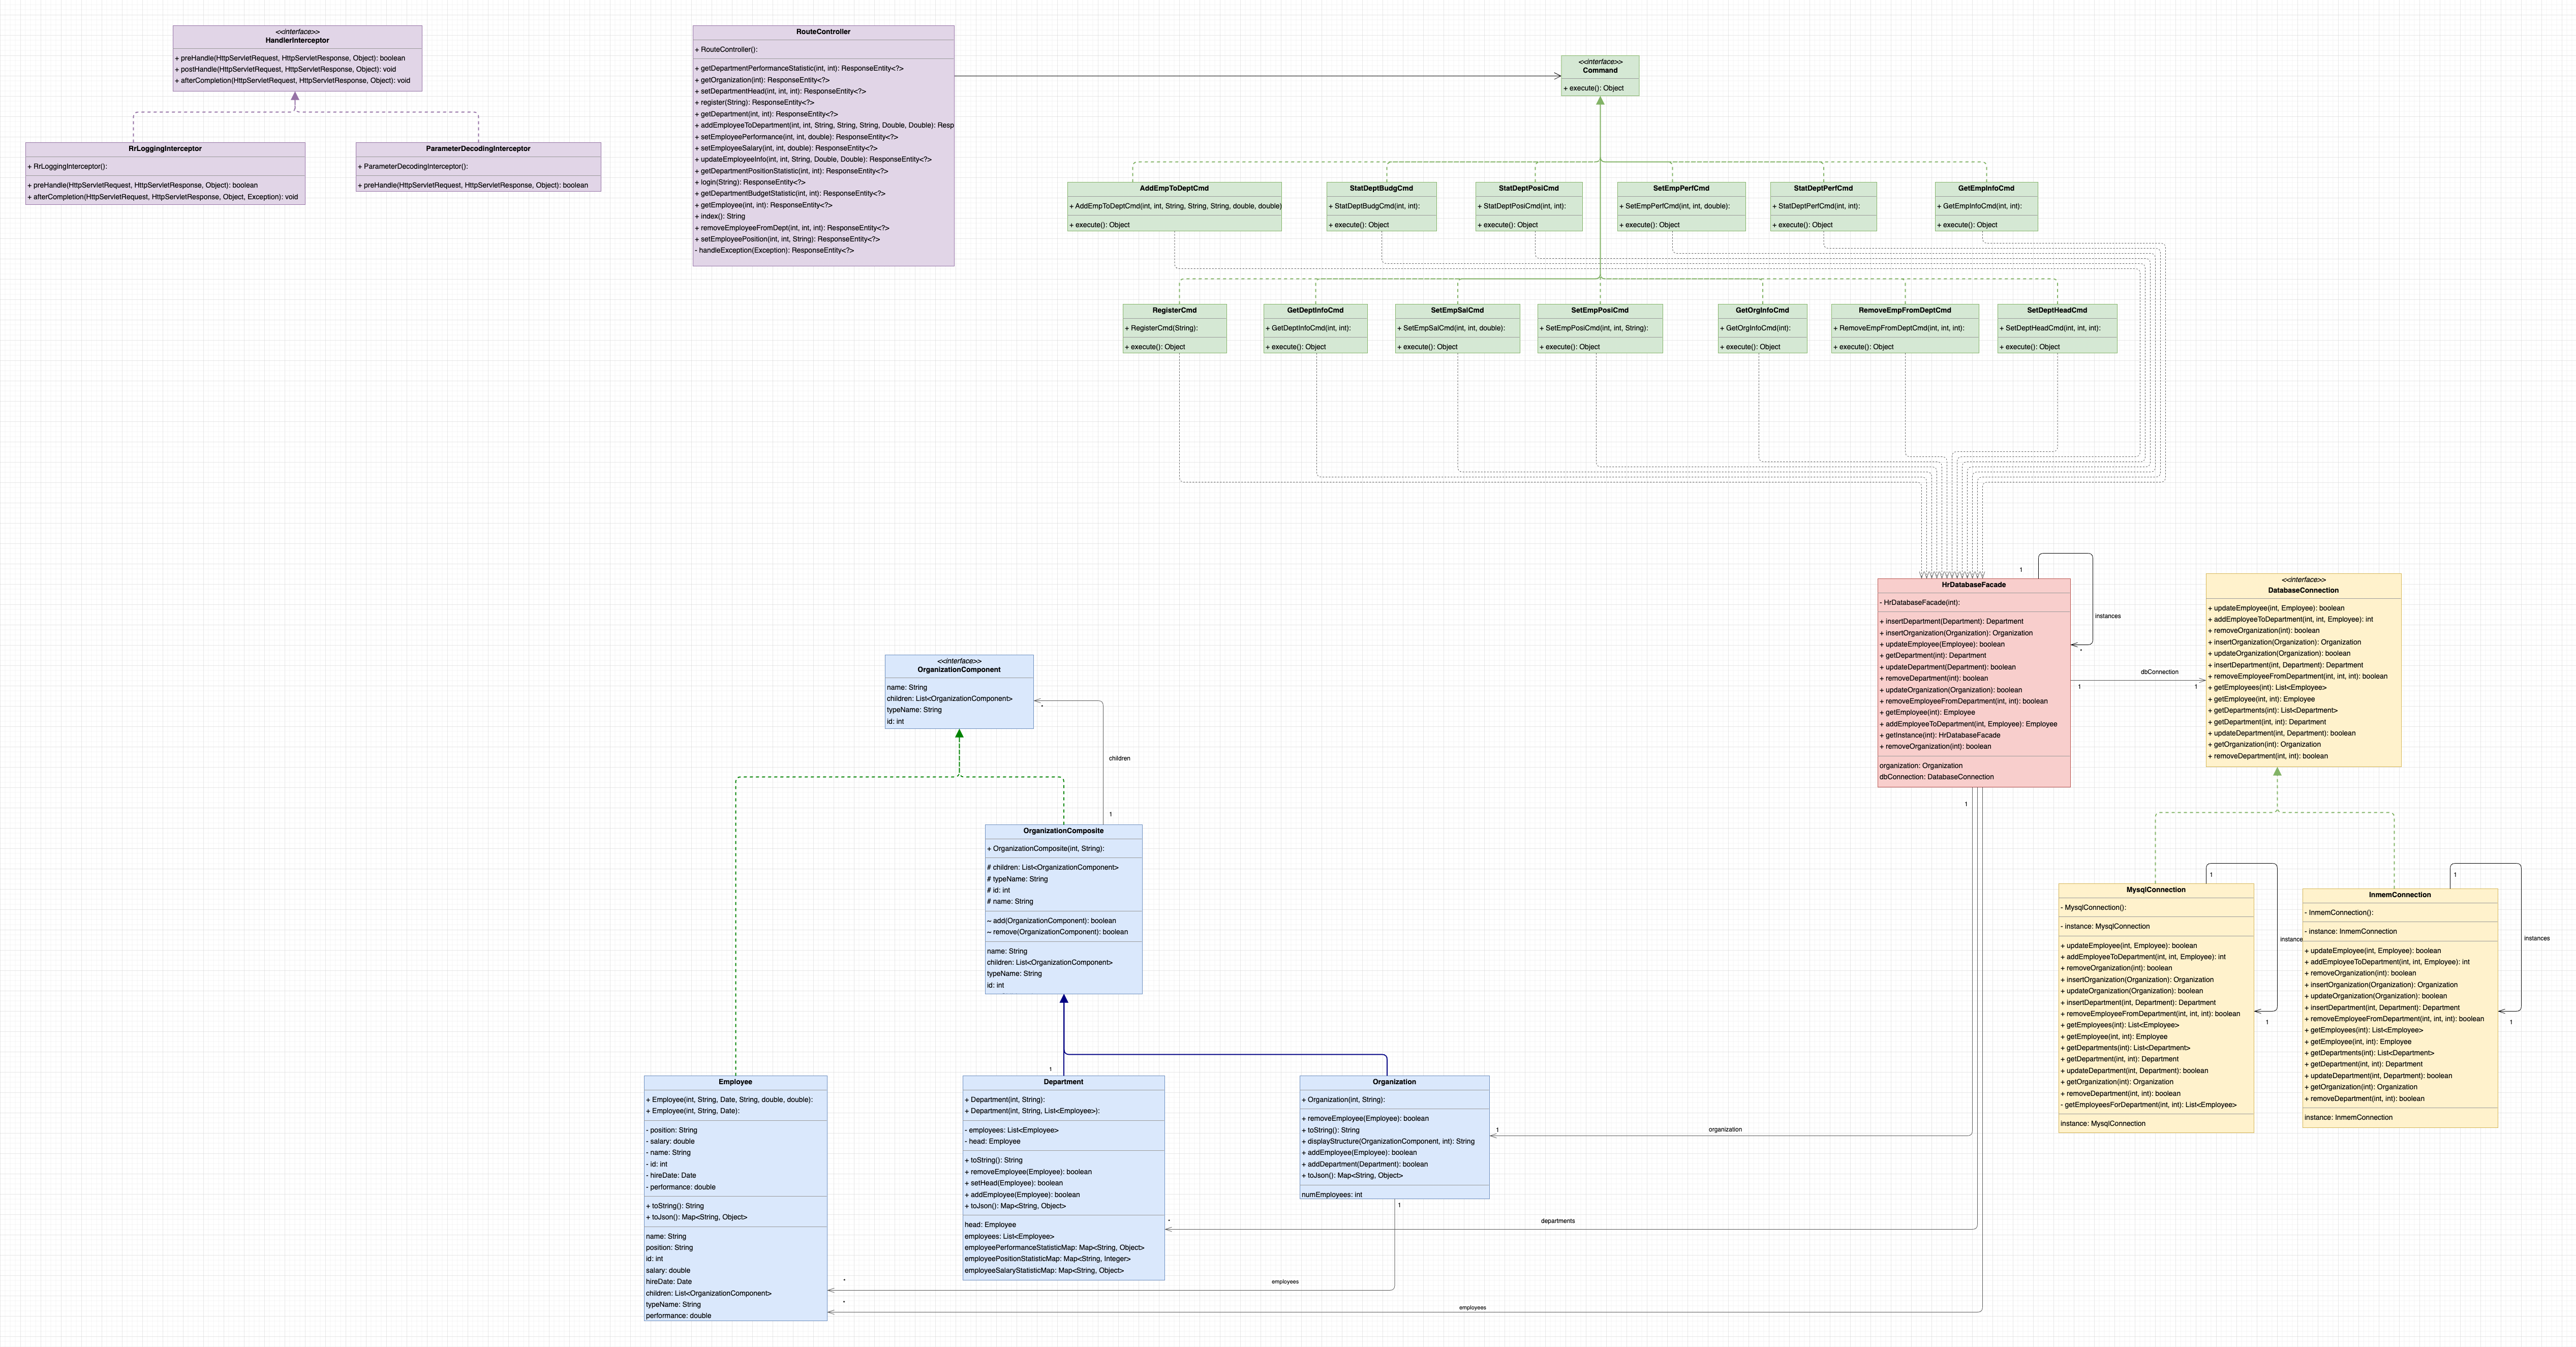 <<interface>>
HandlerInterceptor
+ preHandle(HttpServletRequest, HttpServletResponse, Object): boolean
+ postHandle(HttpServletRequest, HttpServletResponse, Object): void
+ afterCompletion(HttpServletRequest, HttpServletResponse, Object): void
RrLoggingInterceptor
+ RrLoggingInterceptor():
+ preHandle(HttpServletRequest, HttpServletResponse, Object): boolean
+ afterCompletion(HttpServletRequest, HttpServletResponse, Object, Exception): void
ParameterDecodingInterceptor
+ ParameterDecodingInterceptor():
+ preHandle(HttpServletRequest, HttpServletResponse, Object): boolean
RouteController
+ RouteController():
+ getDepartmentPerformanceStatistic(int, int): ResponseEntity<?>
+ getOrganization(int): ResponseEntity<?>
+ setDepartmentHead(int, int, int): ResponseEntity<?>
+ register(String): ResponseEntity<?>
+ getDepartment(int, int): ResponseEntity<?>
+ addEmployeeToDepartment(int, int, String, String, String, Double, Double): Resp
+ setEmployeePerformance(int, int, double): ResponseEntity<?>
+ setEmployeeSalary(int, int, double): ResponseEntity<?>
+ updateEmployeeInfo(int, int, String, Double, Double): ResponseEntity<?>
+ getDepartmentPositionStatistic(int, int): ResponseEntity<?>
+ login(String): ResponseEntity<?>
+ getDepartmentBudgetStatistic(int, int): ResponseEntity<?>
+ getEmployee(int, int): ResponseEntity<?>
+ index(): String
+ removeEmployeeFromDept(int, int, int): ResponseEntity<?>
+ setEmployeePosition(int, int, String): ResponseEntity<?>
- handleException(Exception): ResponseEntity<?>
<<interface>>
Command
+ execute(): Object
AddEmpToDeptCmd
+ AddEmpToDeptCmd(int, int, String, String, String, double, double)
+ execute(): Object
StatDeptBudgCmd
+ StatDeptBudgCmd(int, int):
+ execute(): Object
StatDeptPosiCmd
+ StatDeptPosiCmd(int, int):
+ execute(): Object
SetEmpPerfCmd
+ SetEmpPerfCmd(int, int, double):
+ execute(): Object
StatDeptPerfCmd
+ StatDeptPerfCmd(int, int):
+ execute(): Object
GetEmpInfoCmd
+ GetEmpInfoCmd(int, int):
+ execute(): Object
RegisterCmd
+ RegisterCmd(String):
+ execute(): Object
GetDeptInfoCmd
+ GetDeptInfoCmd(int, int):
+ execute(): Object
SetEmpSalCmd
+ SetEmpSalCmd(int, int, double):
+ execute(): Object
SetEmpPosiCmd
+ SetEmpPosiCmd(int, int, String):
+ execute(): Object
GetOrgInfoCmd
+ GetOrgInfoCmd(int):
+ execute(): Object
RemoveEmpFromDeptCmd
+ RemoveEmpFromDeptCmd(int, int, int):
+ execute(): Object
SetDeptHeadCmd
+ SetDeptHeadCmd(int, int, int):
+ execute(): Object
1
HrDatabaseFacade
- HrDatabaseFacade(int):
+ insertDepartment(Department): Department
+ insertOrganization(Organization): Organization
+ updateEmployee(Employee): boolean
+ getDepartment(int): Department
+ updateDepartment(Department): boolean
+ removeDepartment(int): boolean
+ updateOrganization(Organization): boolean
+ removeEmployeeFromDepartment(int, int): boolean
+ getEmployee(int): Employee
+ addEmployeeToDepartment(int, Employee): Employee
+ getInstance(int): HrDatabaseFacade
+ removeOrganization(int): boolean
organization: Organization
dbConnection: DatabaseConnection
instances
*
dbConnection
1
1
<<interface>>
DatabaseConnection
+ updateEmployee(int, Employee): boolean
+ addEmployeeToDepartment(int, int, Employee): int
+ removeOrganization(int): boolean
+ insertOrganization(Organization): Organization
+ updateOrganization(Organization): boolean
+ insertDepartment(int, Department): Department
+ removeEmployeeFromDepartment(int, int, int): boolean
+ getEmployees(int): List<Employee>
+ getEmployee(int, int): Employee
+ getDepartments(int): List<Department>
+ getDepartment(int, int): Department
+ updateDepartment(int, Department): boolean
+ getOrganization(int): Organization
+ removeDepartment(int, int): boolean
<<interface>>
OrganizationComponent
name: String
children: List<OrganizationComponent>
typeName: String
id: int
*
children
1
1
OrganizationComposite
+ OrganizationComposite(int, String):
# children: List<OrganizationComponent>
# typeName: String
# id: int
# name: String
~ add(OrganizationComponent): boolean
~ remove(OrganizationComponent): boolean
name: String
children: List<OrganizationComponent>
typeName: String
id: int
MysqlConnection
- MysqlConnection():
- instance: MysqlConnection
+ updateEmployee(int, Employee): boolean
+ addEmployeeToDepartment(int, int, Employee): int
+ removeOrganization(int): boolean
+ insertOrganization(Organization): Organization
+ updateOrganization(Organization): boolean
+ insertDepartment(int, Department): Department
+ removeEmployeeFromDepartment(int, int, int): boolean
+ getEmployees(int): List<Employee>
+ getEmployee(int, int): Employee
+ getDepartments(int): List<Department>
+ getDepartment(int, int): Department
+ updateDepartment(int, Department): boolean
+ getOrganization(int): Organization
+ removeDepartment(int, int): boolean
- getEmployeesForDepartment(int, int): List<Employee>
instance: MysqlConnection
1
instance
1
InmemConnection
- InmemConnection():
- instance: InmemConnection
+ updateEmployee(int, Employee): boolean
+ addEmployeeToDepartment(int, int, Employee): int
+ removeOrganization(int): boolean
+ insertOrganization(Organization): Organization
+ updateOrganization(Organization): boolean
+ insertDepartment(int, Department): Department
+ removeEmployeeFromDepartment(int, int, int): boolean
+ getEmployees(int): List<Employee>
+ getEmployee(int, int): Employee
+ getDepartments(int): List<Department>
+ getDepartment(int, int): Department
+ updateDepartment(int, Department): boolean
+ getOrganization(int): Organization
+ removeDepartment(int, int): boolean
instance: InmemConnection
1
instances
1
Employee
+ Employee(int, String, Date, String, double, double):
+ Employee(int, String, Date):
- position: String
- salary: double
- name: String
- id: int
- hireDate: Date
- performance: double
+ toString(): String
+ toJson(): Map<String, Object>
name: String
position: String
id: int
salary: double
hireDate: Date
children: List<OrganizationComponent>
typeName: String
performance: double
1
Department
+ Department(int, String):
+ Department(int, String, List<Employee>):
- employees: List<Employee>
- head: Employee
+ toString(): String
+ removeEmployee(Employee): boolean
+ setHead(Employee): boolean
+ addEmployee(Employee): boolean
+ toJson(): Map<String, Object>
head: Employee
employees: List<Employee>
employeePerformanceStatisticMap: Map<String, Object>
employeePositionStatisticMap: Map<String, Integer>
employeeSalaryStatisticMap: Map<String, Object>
Organization
+ Organization(int, String):
+ removeEmployee(Employee): boolean
+ toString(): String
+ displayStructure(OrganizationComponent, int): String
+ addEmployee(Employee): boolean
+ addDepartment(Department): boolean
+ toJson(): Map<String, Object>
numEmployees: int
1
organization
1
*
departments
*
employees
*
employees